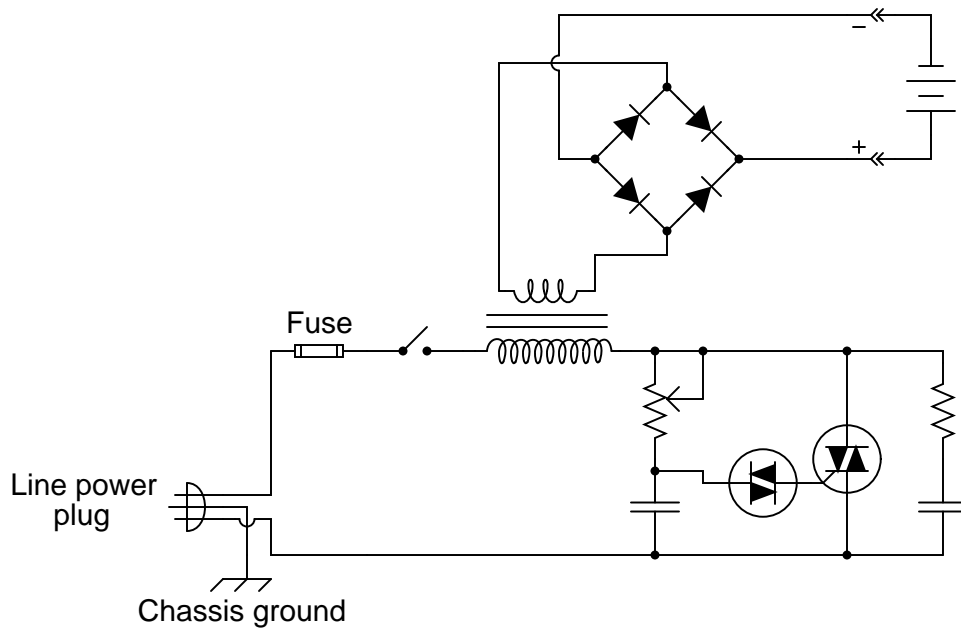 −
+
Fuse
Line power
plug
Chassis ground